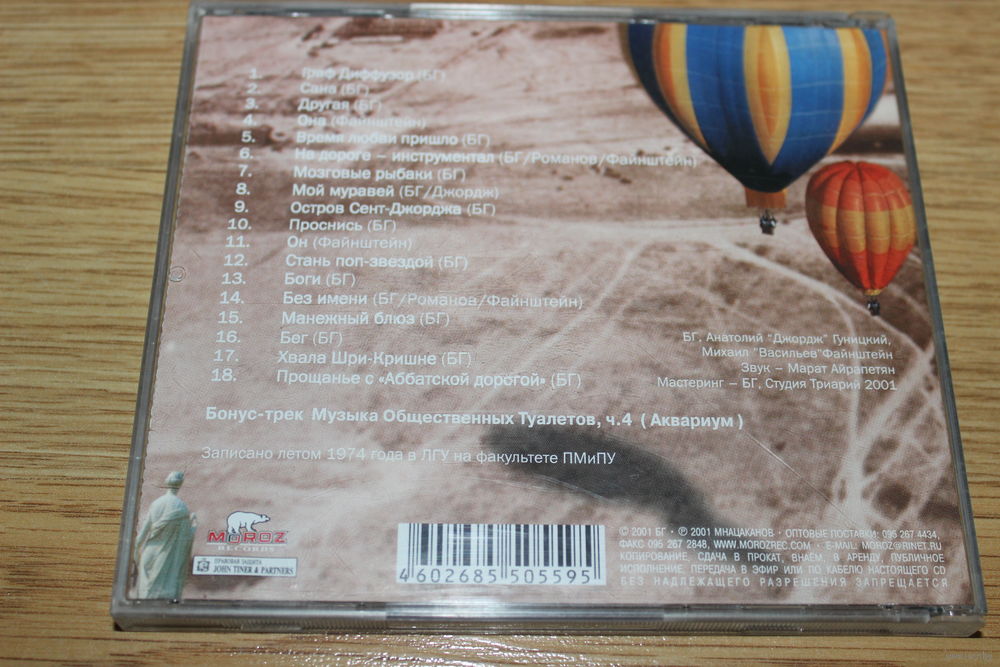 1. Граф Диффузор (БГ)
2. Сана (БГ)
3. Другая (БГ)
4. Она (Файнштейн)
5. Время любви пришло (БГ)
6. На дороге – инструментал (БГ/Романов/Файнштейн)
7. Мозговые рыбаки (БГ)
8. Мой муравей (БГ/Джордж)
9. Остров Сент-Джорджа (БГ)
10. Проснись (БГ)
11. Он (Файнштейн)
12. Стань поп-звездой (БГ)
13. Боги (БГ)
14. Без имени (БГ/Романов/Файнштейн)
15. Манежный блюз (БГ)
16. Бег (БГ)
17. Хвала Шри-Кришне (БГ)
18. Прощанье с «Аббатской дорогой» (БГ)
БГ, Анатолий "Джордж" Гуницкий,
Михаил "Васильев"Файнштейн
Звук – Марат Айрапетян
Мастеринг – БГ, Студия Триарий 2001
Бонус-трек Музыка Общественных Туалетов, ч.4 ( Аквариум )
Записано летом 1974 года в ЛГУ на факультете ПМиПУ
MOROZ
RECORDS
ПРАВОВАЯ ЗАЩИТА
JOHN TINER & PARTNERS
4602685 505595
© 2001 БГ · ℗ 2001 МНАЦАКАНОВ · ОПТОВЫЕ ПОСТАВКИ: 095 267 4434,
ФАКС 095 267 2848, WWW.MOROZREC.COM · E-MAIL: MOROZ@RINET.RU
КОПИРОВАНИЕ, СДАЧА В ПРОКАТ, ВНАЕМ, В АРЕНДУ, ПУБЛИЧНОЕ
ИСПОЛНЕНИЕ, ПЕРЕДАЧА В ЭФИР ИЛИ ПО КАБЕЛЮ НАСТОЯЩЕГО CD
БЕЗ НАДЛЕЖАЩЕГО РАЗРЕШЕНИЯ ЗАПРЕЩАЕТСЯ